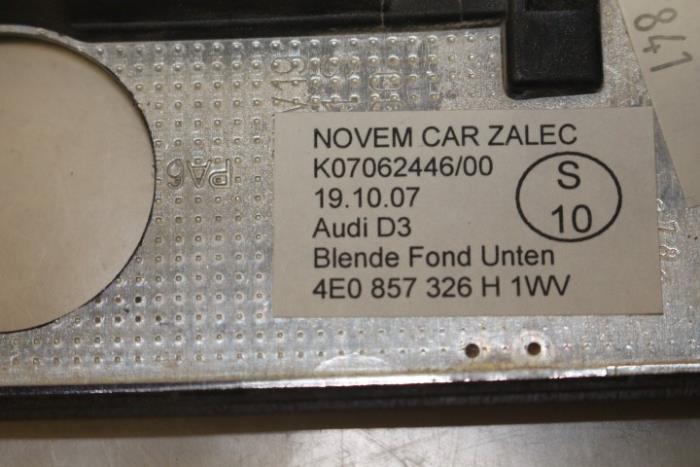 NOVEM CAR ZALEC
K07062446/00
19.10.07
Audi D3
Blende Fond Unten
4E0 857 326 H 1WV
S
10
PA6
841